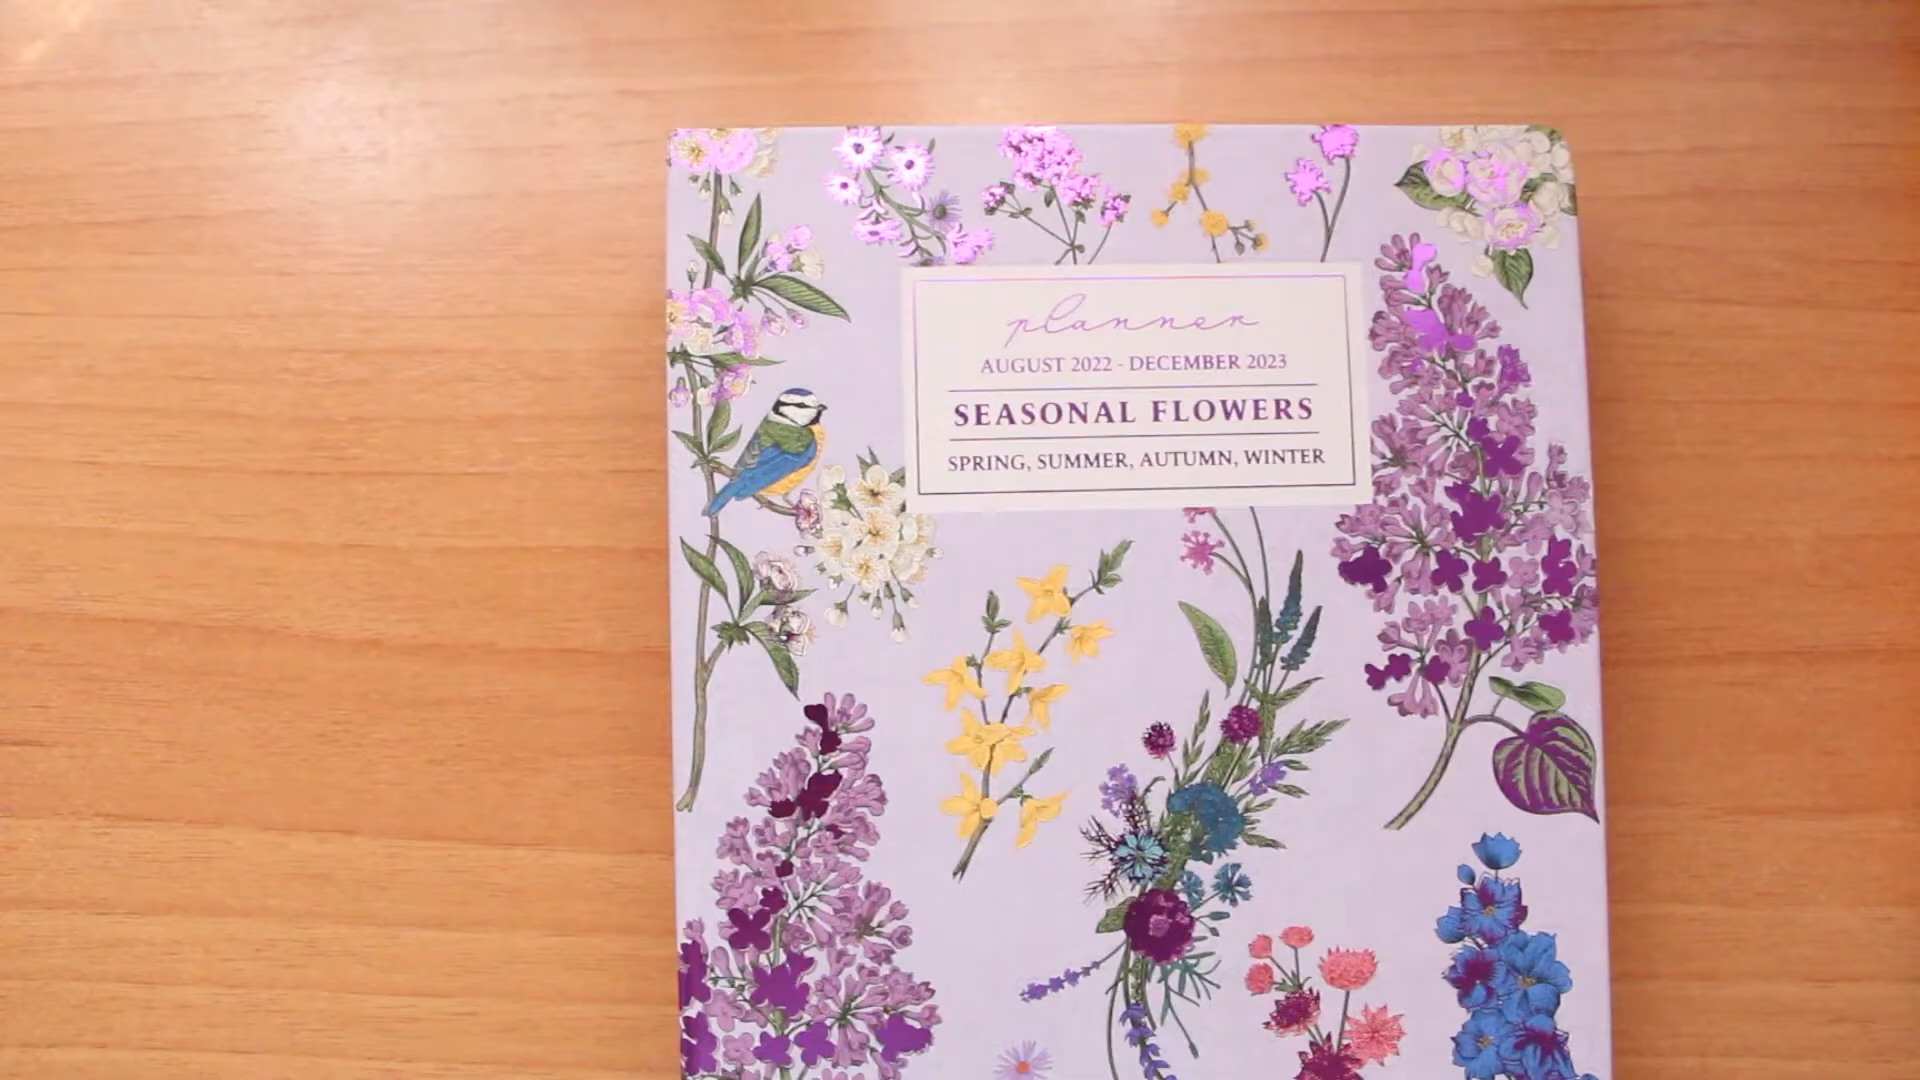 planner
AUGUST 2022 - DECEMBER 2023
SEASONAL FLOWERS
SPRING, SUMMER, AUTUMN, WINTER